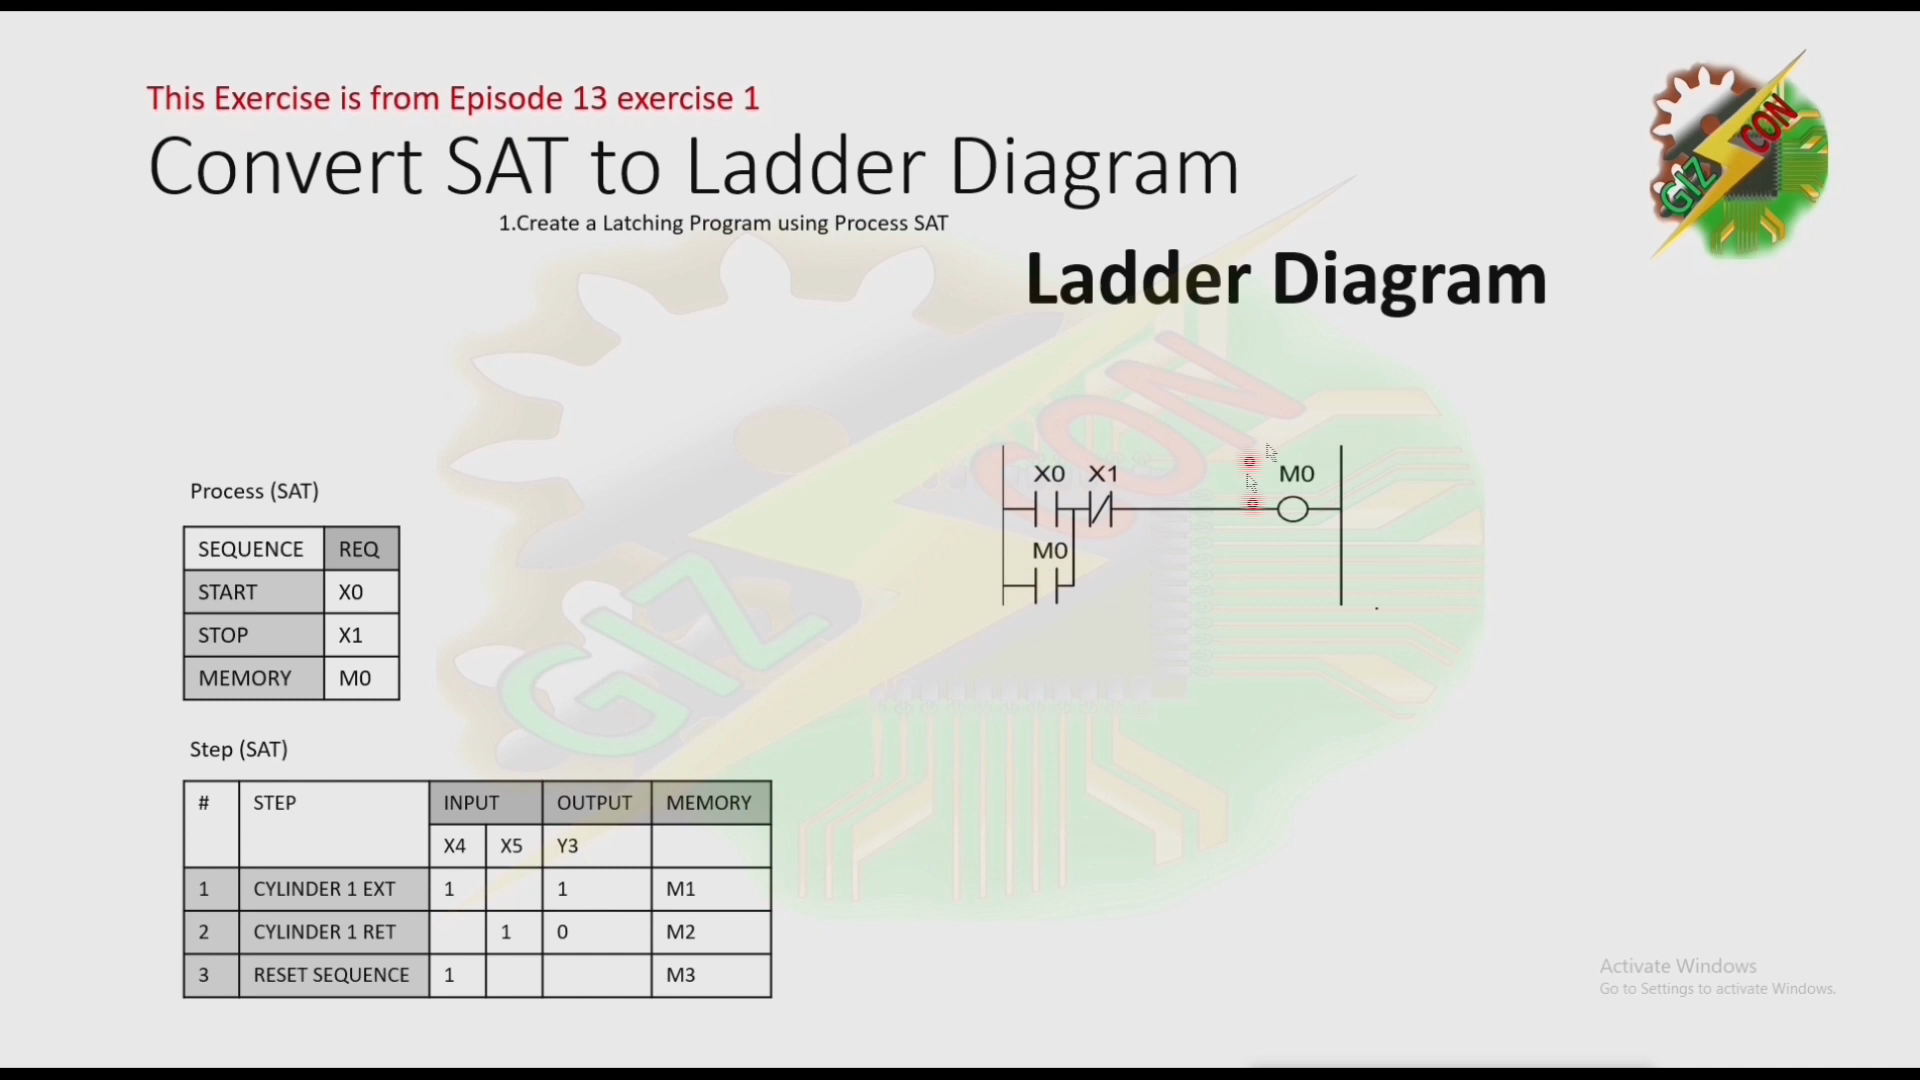 This Exercise is from Episode 13 exercise 1
Convert SAT to Ladder Diagram
1.Create a Latching Program using Process SAT
Ladder Diagram
GIZ CON
GIZ CON
X0 X1 M0
M0
Process (SAT)
SEQUENCE REQ
START X0
STOP X1
MEMORY M0
Step (SAT)
# STEP INPUT OUTPUT MEMORY
X4 X5 Y3
1 CYLINDER 1 EXT 1 1 M1
2 CYLINDER 1 RET 1 0 M2
3 RESET SEQUENCE 1 M3
Activate Windows
Go to Settings to activate Windows.